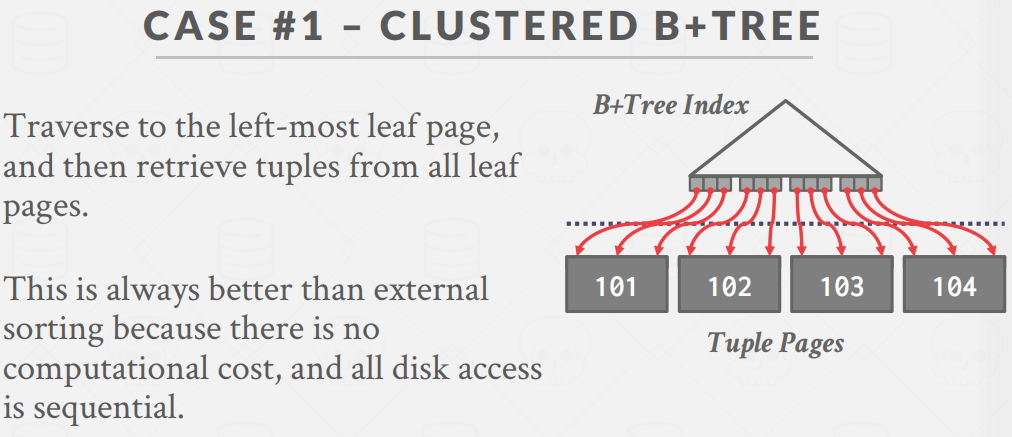 CASE #1 – CLUSTERED B+TREE
Traverse to the left-most leaf page,
and then retrieve tuples from all leaf
pages.
This is always better than external
sorting because there is no
computational cost, and all disk access
is sequential.
B+Tree Index
101 102 103 104
Tuple Pages